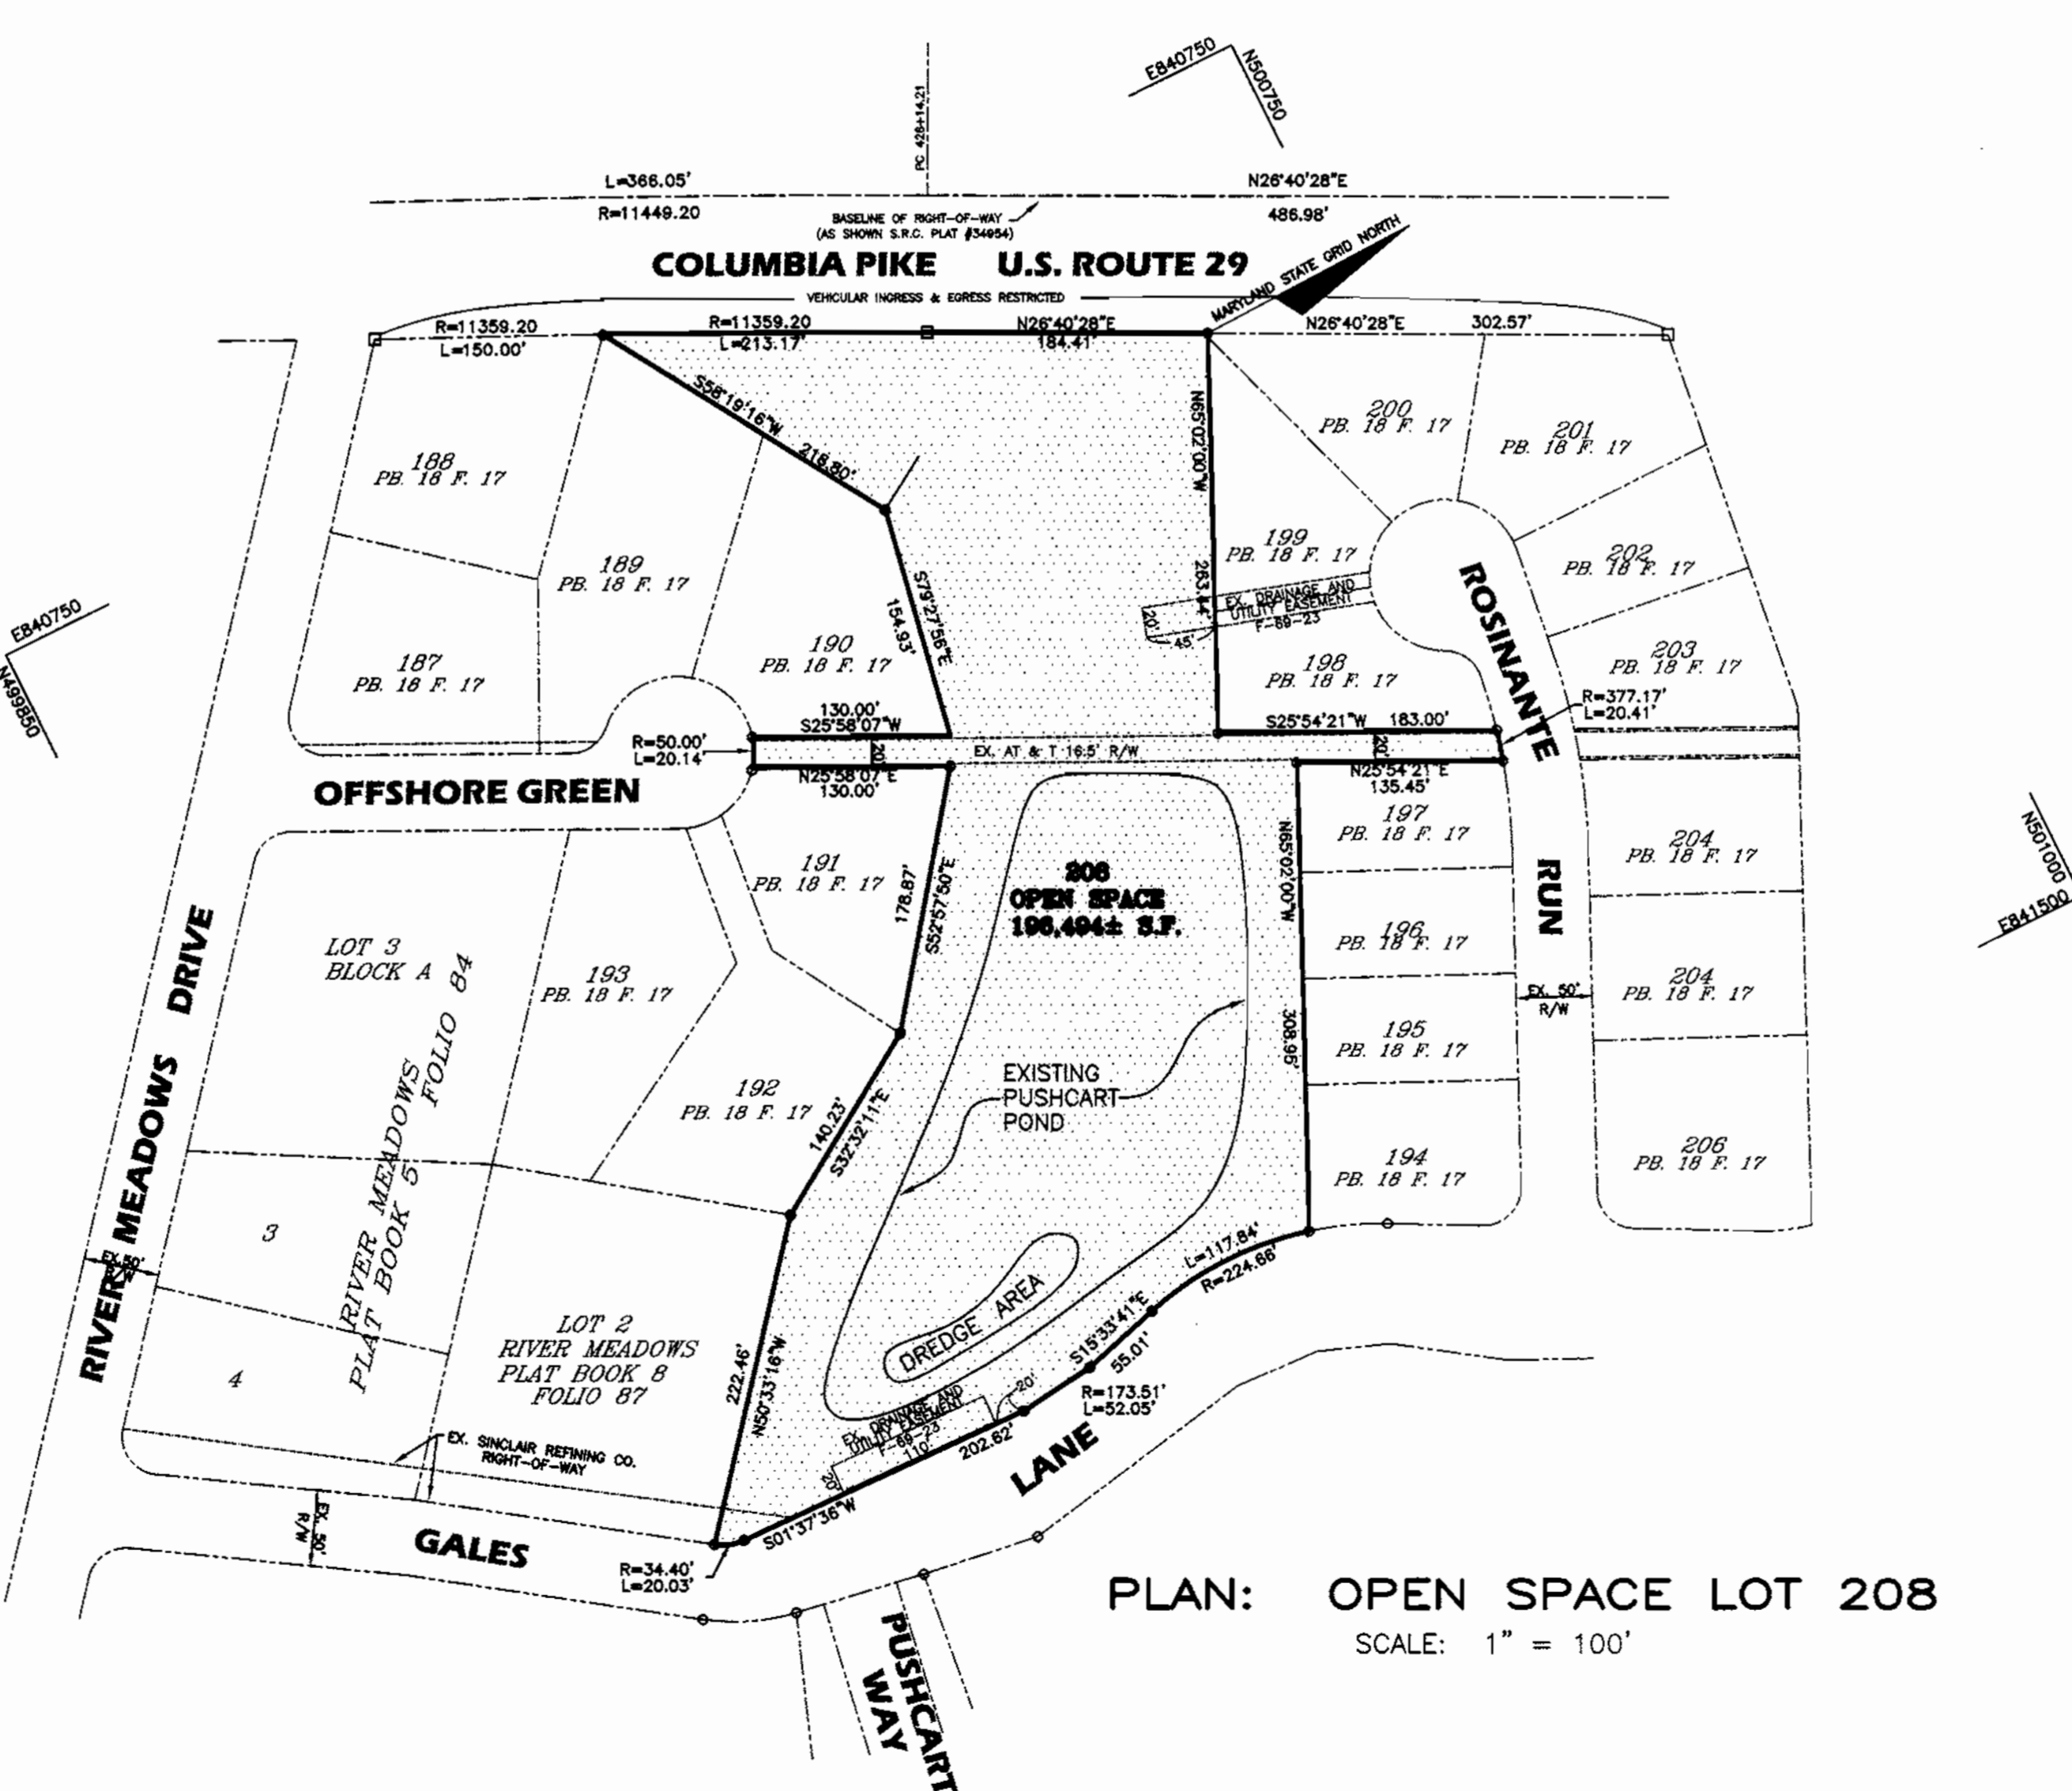 E840750
N500750
PC 426+14.21
L=366.05'
N26°40'28"E
R=11449.20
486.98'
BASELINE OF RIGHT-OF-WAY
(AS SHOWN S.R.C. PLAT #34954)
MARYLAND STATE GRID NORTH
COLUMBIA PIKE U.S. ROUTE 29
VEHICULAR INGRESS & EGRESS RESTRICTED
R=11359.20
L=150.00'
R=11359.20
L=213.17'
N26°40'28"E
184.41'
N26°40'28"E 302.57'
S58°19'16"W
218.80'
N65°02'00"W
263.44'
200
PB. 18 F. 17
201
PB. 18 F. 17
188
PB. 18 F. 17
189
PB. 18 F. 17
199
PB. 18 F. 17
202
PB. 18 F. 17
EX. DRAINAGE AND
UTILITY EASEMENT
F-69-23
20'
45'
S79°27'56"E
154.93'
E840750
N499850
187
PB. 18 F. 17
190
PB. 18 F. 17
198
PB. 18 F. 17
203
PB. 18 F. 17
ROSINANTE
RUN
R=377.17'
L=20.41'
130.00'
S25°58'07"W
S25°54'21"W 183.00'
R=50.00'
L=20.14'
20'
EX. AT & T 16.5' R/W
20'
N25°58'07"E
130.00'
N25°54'21"E
135.45'
OFFSHORE GREEN
197
PB. 18 F. 17
204
PB. 18 F. 17
191
PB. 18 F. 17
178.87'
S52°57'50"E
208
OPEN SPACE
196,494± S.F.
N65°02'00"W
308.95'
N501000
E841500
LOT 3
BLOCK A
193
PB. 18 F. 17
196
PB. 18 F. 17
204
PB. 18 F. 17
EX. 50'
R/W
RIVER MEADOWS DRIVE
RIVER MEADOWS
PLAT BOOK 5 FOLIO 84
195
PB. 18 F. 17
EXISTING
PUSHCART
POND
192
PB. 18 F. 17
140.23'
S32°32'11"E
194
PB. 18 F. 17
206
PB. 18 F. 17
3
EX. 50'
4
L=117.84'
R=224.66'
DREDGE AREA
S15°33'41"E
55.01'
LOT 2
RIVER MEADOWS
PLAT BOOK 8
FOLIO 87
222.46'
N50°33'16"W
R=173.51'
L=52.05'
20'
EX. DRAINAGE AND
UTILITY EASEMENT
F-69-23
110'
20'
202.62'
S01°37'36"W
LANE
EX. SINCLAIR REFINING CO.
RIGHT-OF-WAY
EX. 50'
R/W
GALES
R=34.40'
L=20.03'
PUSHCART
WAY
PLAN: OPEN SPACE LOT 208
SCALE: 1" = 100'